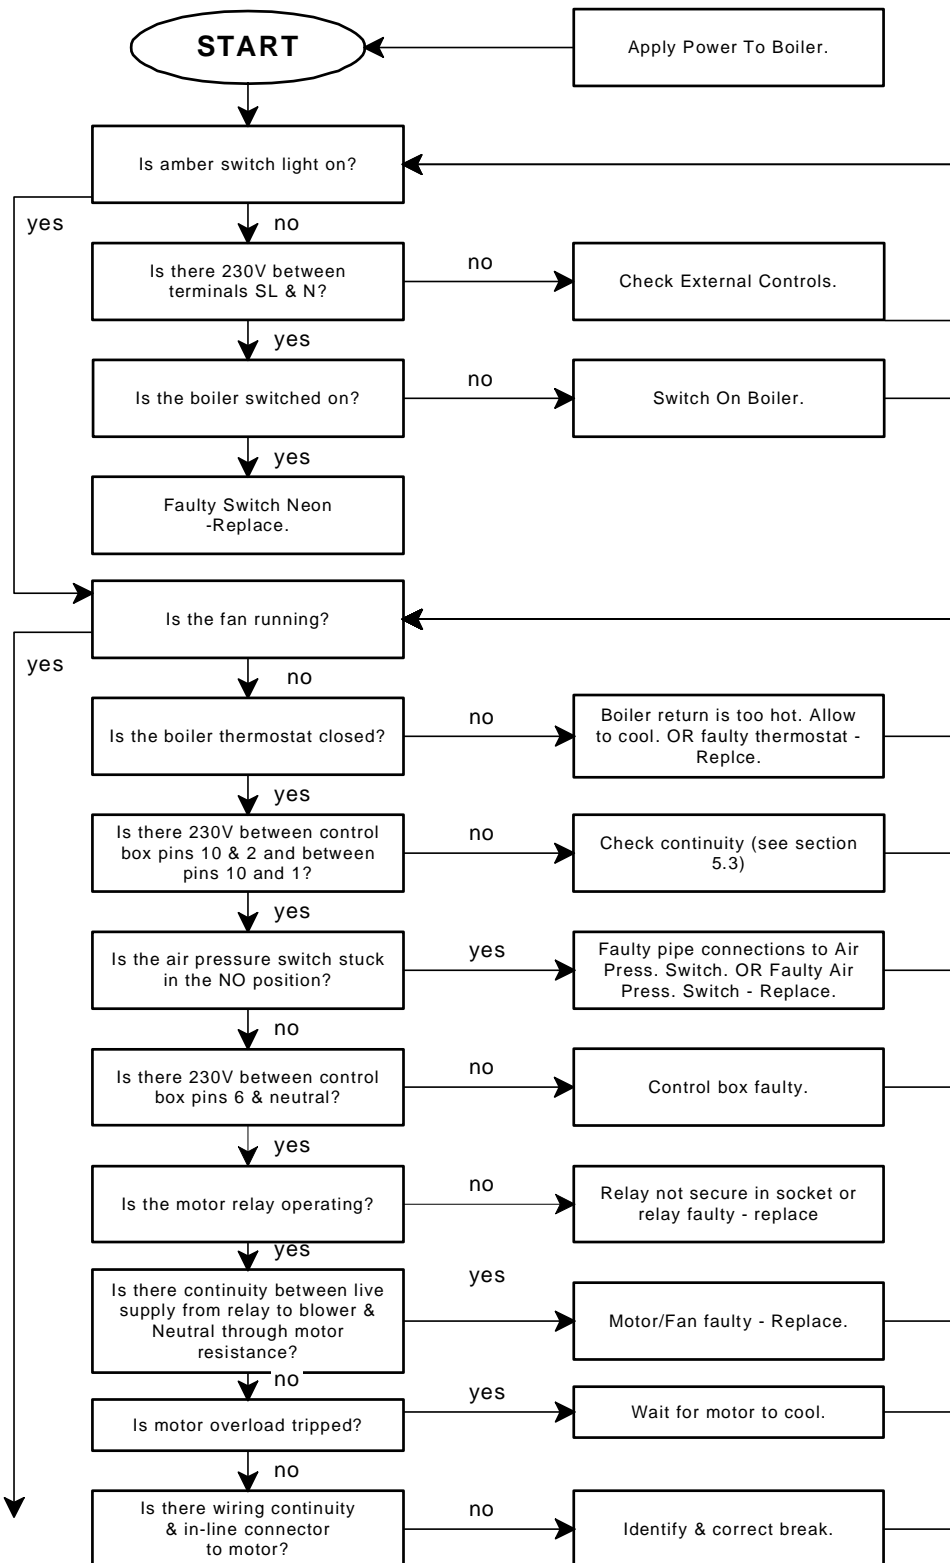 START
Apply Power To Boiler.
Is amber switch light on?
yes
no
Is there 230V between
terminals SL & N?
no
Check External Controls.
yes
Is the boiler switched on?
no
Switch On Boiler.
yes
Faulty Switch Neon
-Replace.
Is the fan running?
yes
no
Is the boiler thermostat closed?
no
Boiler return is too hot. Allow
to cool. OR faulty thermostat -
Replce.
yes
Is there 230V between control
box pins 10 & 2 and between
pins 10 and 1?
no
Check continuity (see section
5.3)
yes
Is the air pressure switch stuck
in the NO position?
yes
Faulty pipe connections to Air
Press. Switch. OR Faulty Air
Press. Switch - Replace.
no
Is there 230V between control
box pins 6 & neutral?
no
Control box faulty.
yes
Is the motor relay operating?
no
Relay not secure in socket or
relay faulty - replace
yes
Is there continuity between live
supply from relay to blower &
Neutral through motor
resistance?
yes
Motor/Fan faulty - Replace.
no
Is motor overload tripped?
yes
Wait for motor to cool.
no
Is there wiring continuity
& in-line connector
to motor?
no
Identify & correct break.